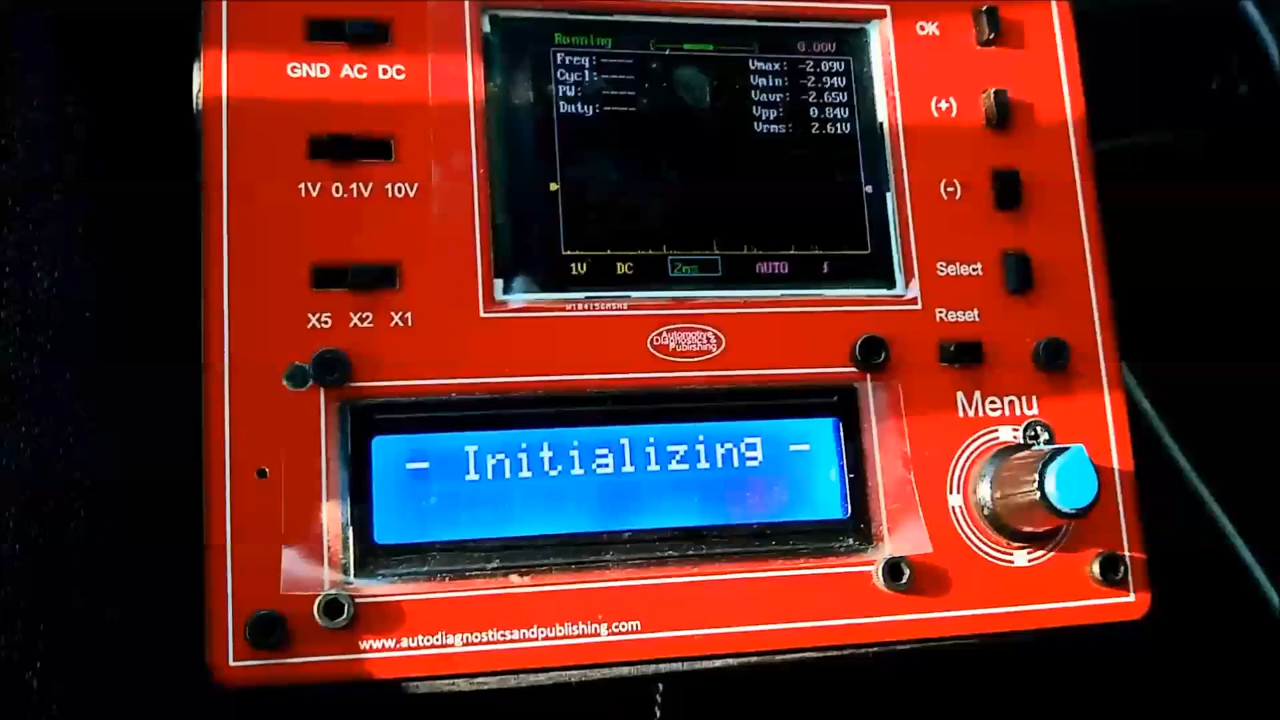 GND AC DC
1V 0.1V 10V
X5 X2 X1
Running
0.00V
Freq:----
Cycl:----
PW: ----
Duty:----
Vmax: -2.09V
Vmin: -2.94V
Vavr: -2.65V
Vpp: 0.84V
Vrms: 2.61V
1V DC 2ms AUTO
OK
(+)
(-)
Select
Reset
Automotive
Diagnostics &
Publishing
Menu
- Initializing -
www.autodiagnosticsandpublishing.com